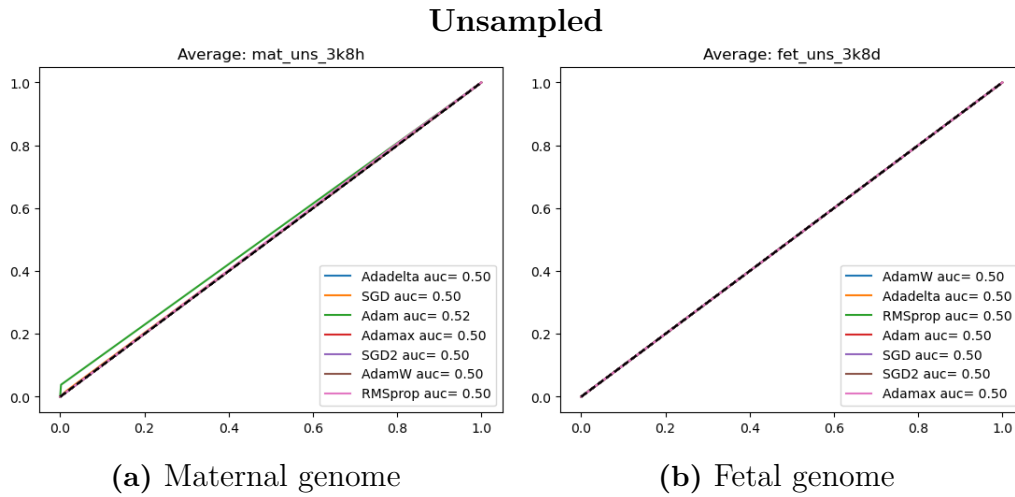 Unsampled
Average: mat_uns_3k8h
1.0
0.8
0.6
0.4
0.2
0.0
0.0 0.2 0.4 0.6 0.8 1.0
Adadelta auc= 0.50
SGD auc= 0.50
Adam auc= 0.52
Adamax auc= 0.50
SGD2 auc= 0.50
AdamW auc= 0.50
RMSprop auc= 0.50
(a) Maternal genome
Average: fet_uns_3k8d
1.0
0.8
0.6
0.4
0.2
0.0
0.0 0.2 0.4 0.6 0.8 1.0
AdamW auc= 0.50
Adadelta auc= 0.50
RMSprop auc= 0.50
Adam auc= 0.50
SGD auc= 0.50
SGD2 auc= 0.50
Adamax auc= 0.50
(b) Fetal genome